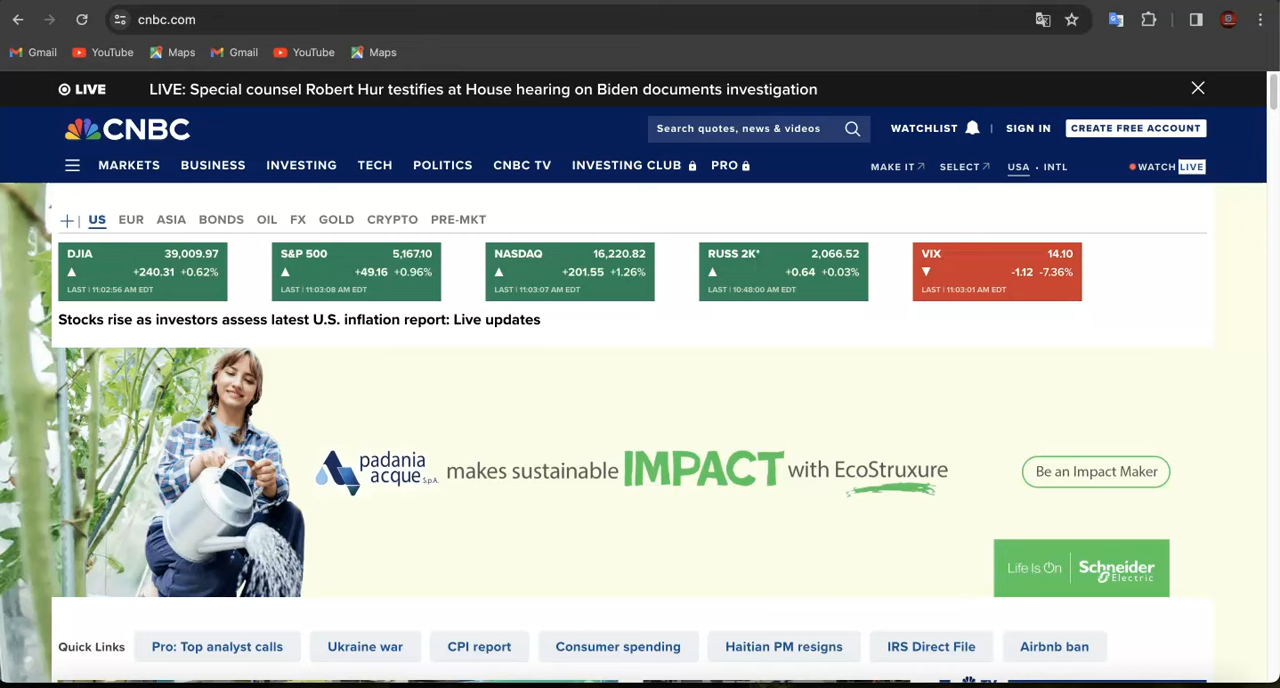 cnbc.com
Gmail YouTube Maps Gmail YouTube Maps
LIVE LIVE: Special counsel Robert Hur testifies at House hearing on Biden documents investigation
CNBC Search quotes, news & videos WATCHLIST | SIGN IN CREATE FREE ACCOUNT
MARKETS BUSINESS INVESTING TECH POLITICS CNBC TV INVESTING CLUB PRO MAKE IT SELECT USA • INTL WATCH LIVE
US EUR ASIA BONDS OIL FX GOLD CRYPTO PRE-MKT
DJIA 39,009.97 S&P 500 5,167.10 NASDAQ 16,220.82 RUSS 2K* 2,066.52 VIX 14.10
▲ +240.31 +0.62% ▲ +49.16 +0.96% ▲ +201.55 +1.26% ▲ +0.64 +0.03% ▼ -1.12 -7.36%
LAST | 11:02:56 AM EDT LAST | 11:03:08 AM EDT LAST | 11:03:07 AM EDT LAST | 10:48:00 AM EDT LAST | 11:03:01 AM EDT
Stocks rise as investors assess latest U.S. inflation report: Live updates
padania acque S.p.A. makes sustainable IMPACT with EcoStruxure Be an Impact Maker
Life Is On | Schneider Electric
Quick Links Pro: Top analyst calls Ukraine war CPI report Consumer spending Haitian PM resigns IRS Direct File Airbnb ban